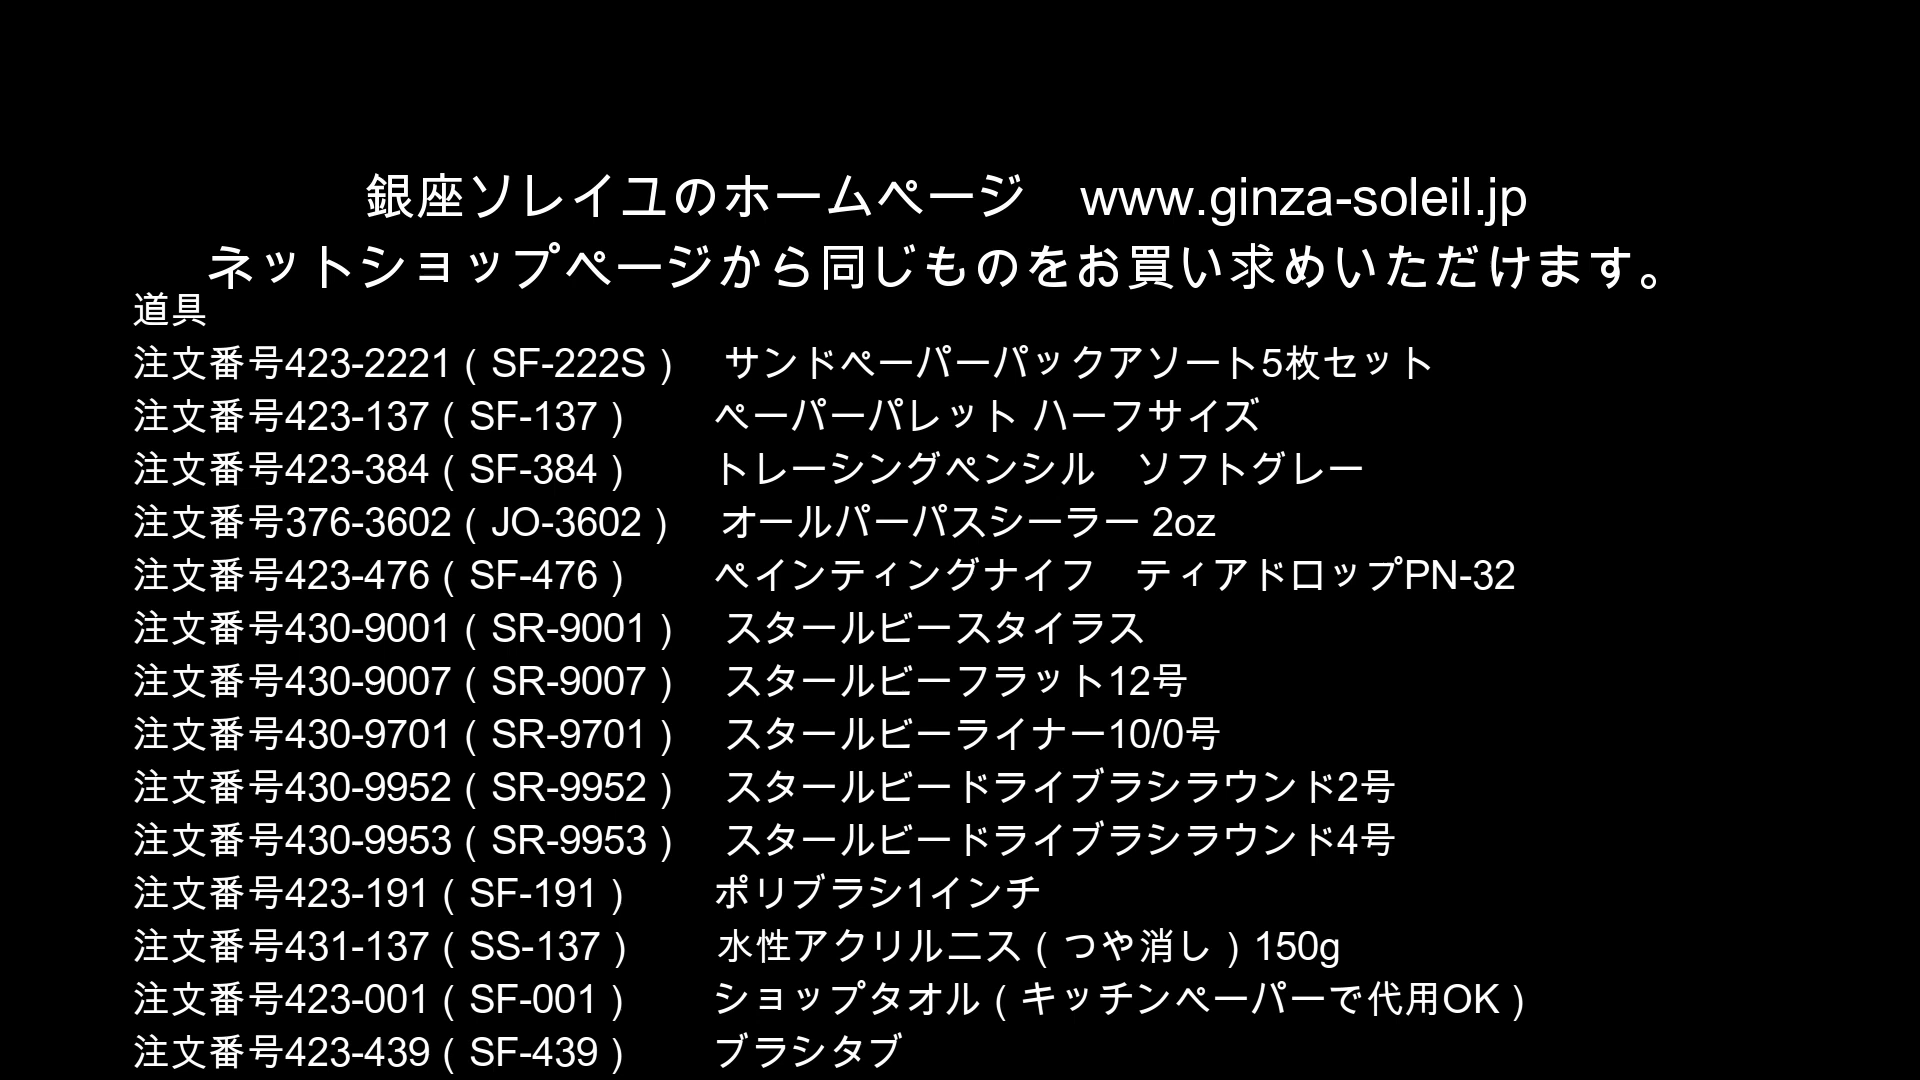 銀座ソレイユのホームページ　www.ginza-soleil.jp
ネットショップページから同じものをお買い求めいただけます。
道具
注文番号423-2221（SF-222S）　サンドペーパーパックアソート5枚セット
注文番号423-137（SF-137）　　ペーパーパレット ハーフサイズ
注文番号423-384（SF-384）　　トレーシングペンシル　ソフトグレー
注文番号376-3602（JO-3602）　オールパーパスシーラー 2oz
注文番号423-476（SF-476）　　ペインティングナイフ　ティアドロップPN-32
注文番号430-9001（SR-9001）　スタールビースタイラス
注文番号430-9007（SR-9007）　スタールビーフラット12号
注文番号430-9701（SR-9701）　スタールビーライナー10/0号
注文番号430-9952（SR-9952）　スタールビードライブラシラウンド2号
注文番号430-9953（SR-9953）　スタールビードライブラシラウンド4号
注文番号423-191（SF-191）　　ポリブラシ1インチ
注文番号431-137（SS-137）　　水性アクリルニス（つや消し）150g
注文番号423-001（SF-001）　　ショップタオル（キッチンペーパーで代用OK）
注文番号423-439（SF-439）　　ブラシタブ